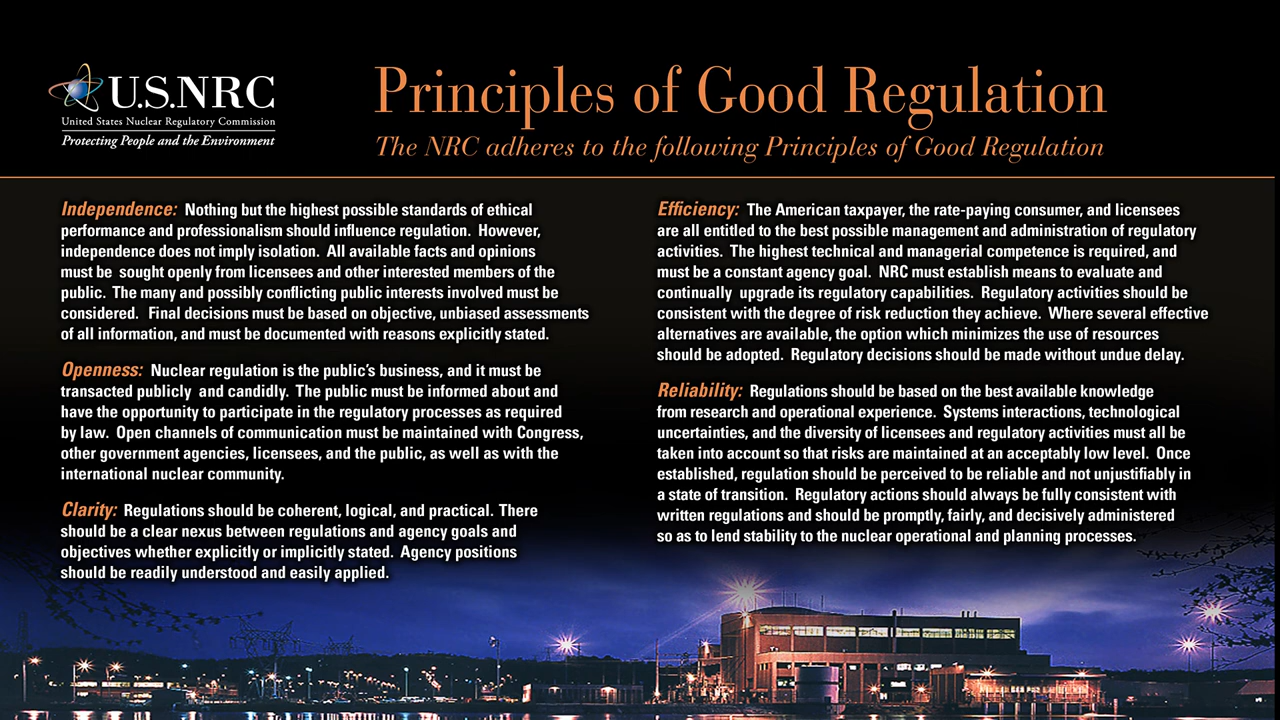 U.S.NRC
United States Nuclear Regulatory Commission
Protecting People and the Environment
Principles of Good Regulation
The NRC adheres to the following Principles of Good Regulation
Independence: Nothing but the highest possible standards of ethical
performance and professionalism should influence regulation. However,
independence does not imply isolation. All available facts and opinions
must be sought openly from licensees and other interested members of the
public. The many and possibly conflicting public interests involved must be
considered. Final decisions must be based on objective, unbiased assessments
of all information, and must be documented with reasons explicitly stated.
Openness: Nuclear regulation is the public's business, and it must be
transacted publicly and candidly. The public must be informed about and
have the opportunity to participate in the regulatory processes as required
by law. Open channels of communication must be maintained with Congress,
other government agencies, licensees, and the public, as well as with the
international nuclear community.
Clarity: Regulations should be coherent, logical, and practical. There
should be a clear nexus between regulations and agency goals and
objectives whether explicitly or implicitly stated. Agency positions
should be readily understood and easily applied.
Efficiency: The American taxpayer, the rate-paying consumer, and licensees
are all entitled to the best possible management and administration of regulatory
activities. The highest technical and managerial competence is required, and
must be a constant agency goal. NRC must establish means to evaluate and
continually upgrade its regulatory capabilities. Regulatory activities should be
consistent with the degree of risk reduction they achieve. Where several effective
alternatives are available, the option which minimizes the use of resources
should be adopted. Regulatory decisions should be made without undue delay.
Reliability: Regulations should be based on the best available knowledge
from research and operational experience. Systems interactions, technological
uncertainties, and the diversity of licensees and regulatory activities must all be
taken into account so that risks are maintained at an acceptably low level. Once
established, regulation should be perceived to be reliable and not unjustifiably in
a state of transition. Regulatory actions should always be fully consistent with
written regulations and should be promptly, fairly, and decisively administered
so as to lend stability to the nuclear operational and planning processes.